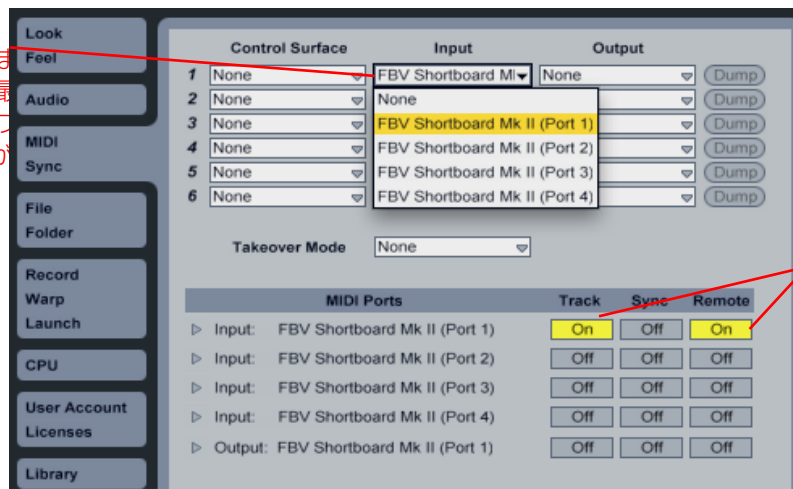 Look
Feel
Audio
MIDI
Sync
File
Folder
Record
Warp
Launch
CPU
User Account
Licenses
Library
ま
最
つ
が
Control Surface Input Output
1 None FBV Shortboard MI None Dump
2 None None Dump
3 None FBV Shortboard Mk II (Port 1) Dump
4 None FBV Shortboard Mk II (Port 2) Dump
5 None FBV Shortboard Mk II (Port 3) Dump
6 None FBV Shortboard Mk II (Port 4) Dump
Takeover Mode None
MIDI Ports Track Sync Remote
Input: FBV Shortboard Mk II (Port 1) On Off On
Input: FBV Shortboard Mk II (Port 2) Off Off Off
Input: FBV Shortboard Mk II (Port 3) Off Off Off
Input: FBV Shortboard Mk II (Port 4) Off Off Off
Output: FBV Shortboard Mk II (Port 1) Off Off Off